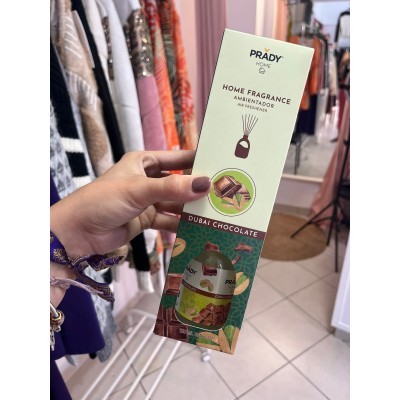 PRADY
HOME
HOME FRAGRANCE
AMBIENTADOR
AIR FRESHENER
DUBAI CHOCOLATE
PRADY